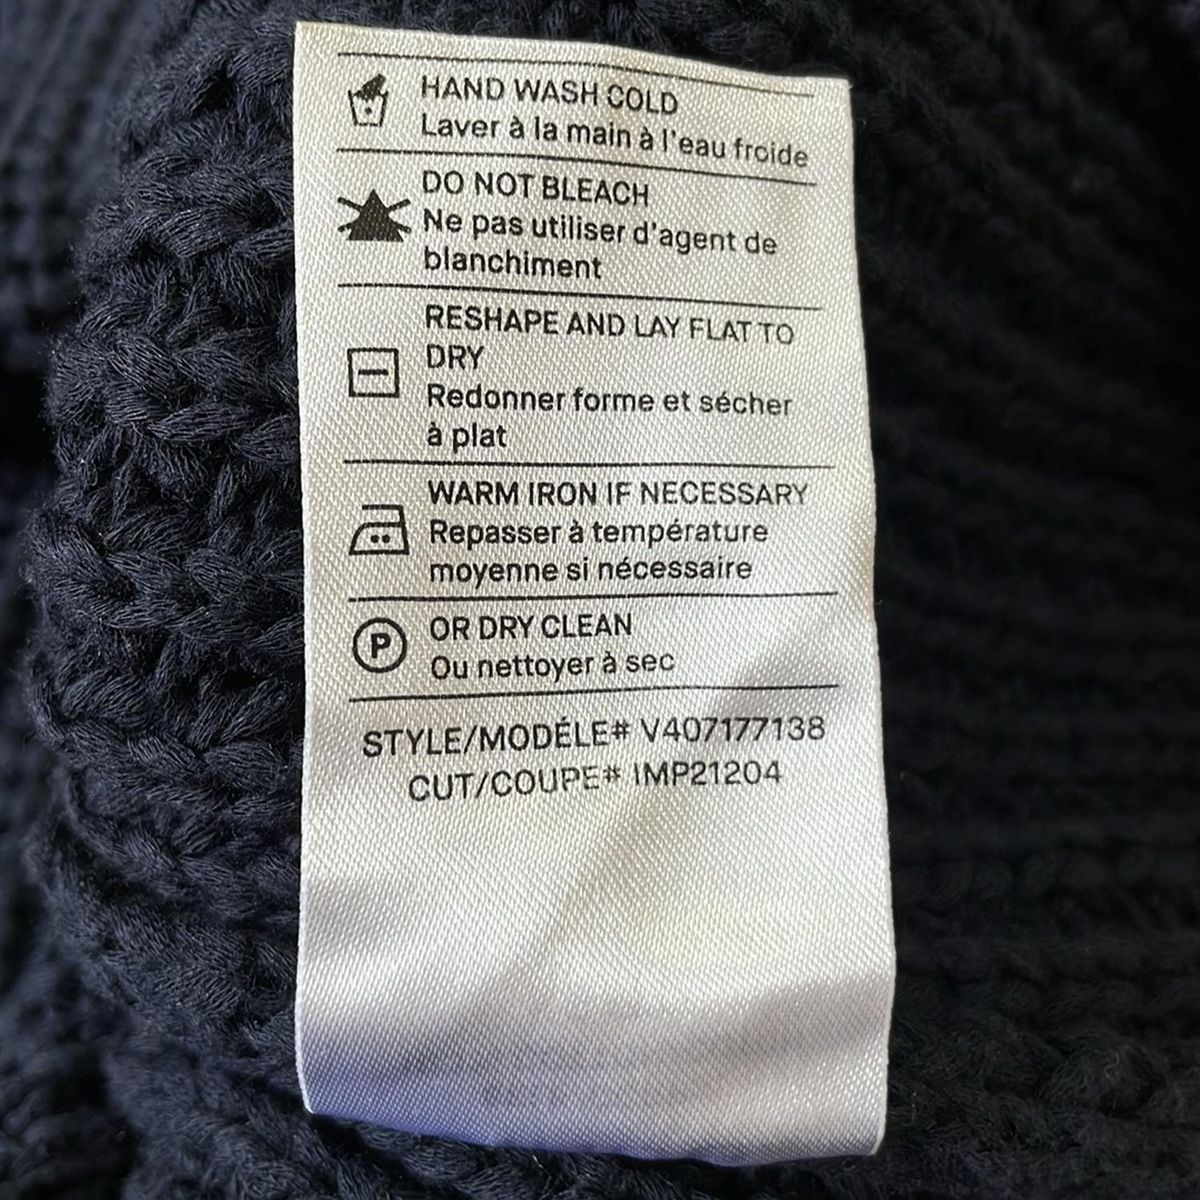 HAND WASH COLD
Laver à la main à l'eau froide
DO NOT BLEACH
Ne pas utiliser d'agent de
blanchiment
RESHAPE AND LAY FLAT TO
DRY
Redonner forme et sécher
à plat
WARM IRON IF NECESSARY
Repasser à température
moyenne si nécessaire
P
OR DRY CLEAN
Ou nettoyer à sec
STYLE/MODÉLE# V407177138
CUT/COUPE# IMP21204